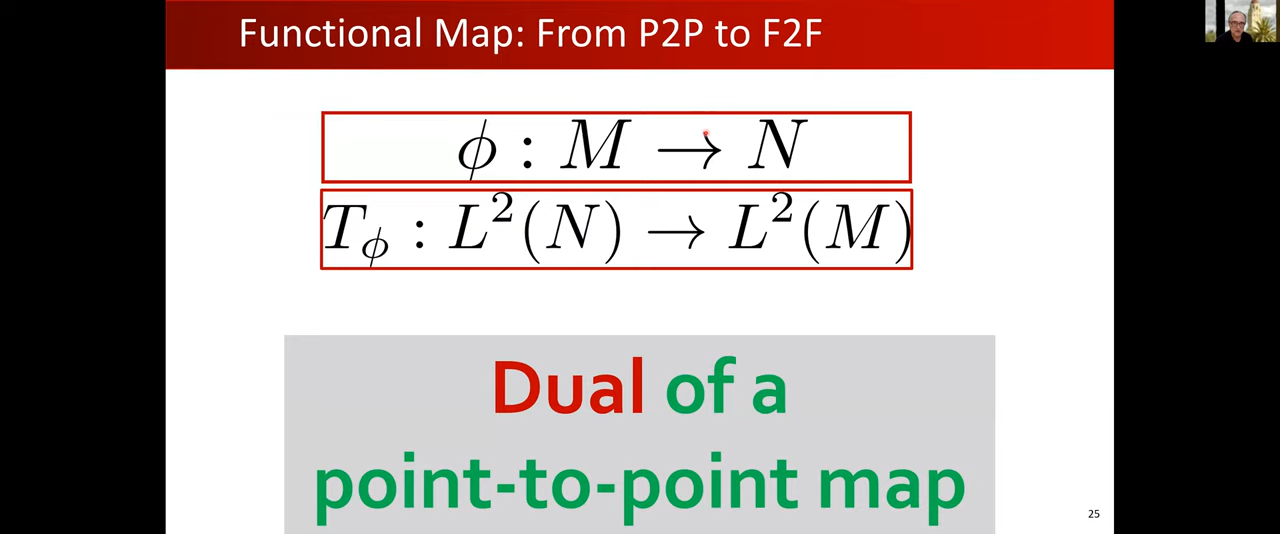 Functional Map: From P2P to F2F
ϕ : M → N
T_ϕ : L²(N) → L²(M)
Dual of a
point-to-point map
25